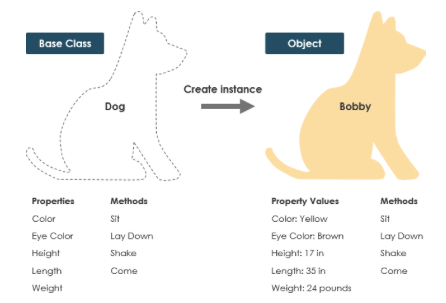 Base Class
Object
Dog
Create instance
Bobby
Properties Methods
Color Sit
Eye Color Lay Down
Height Shake
Length Come
Weight
Property Values Methods
Color: Yellow Sit
Eye Color: Brown Lay Down
Height: 17 in Shake
Length: 35 in Come
Weight: 24 pounds